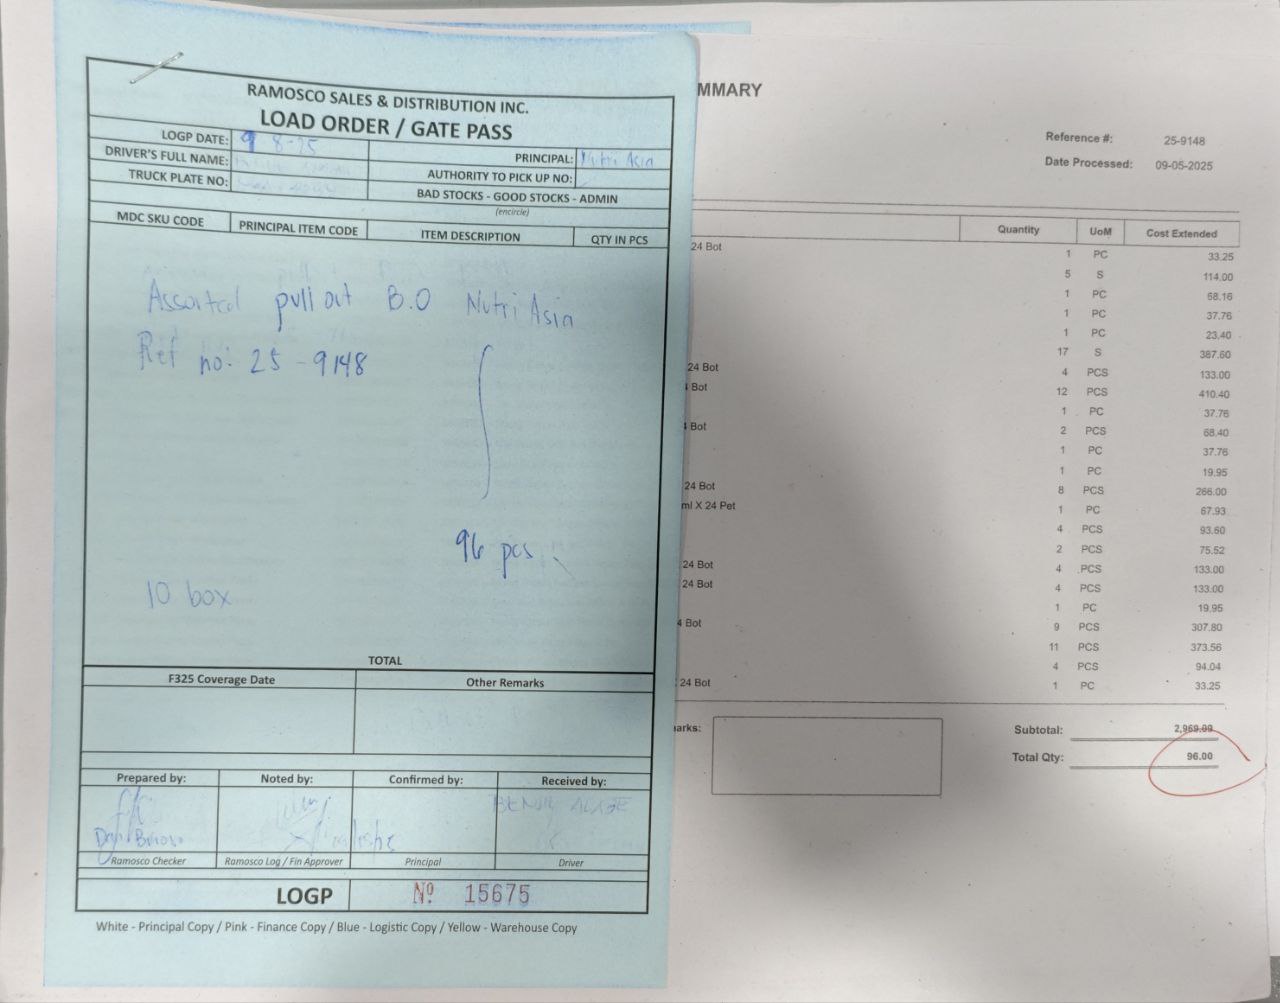 RAMOSCO SALES & DISTRIBUTION INC.
LOAD ORDER / GATE PASS
LOGP DATE: 9 8-25
DRIVER'S FULL NAME:
PRINCIPAL: Nutri Asia
TRUCK PLATE NO:
AUTHORITY TO PICK UP NO:
BAD STOCKS - GOOD STOCKS - ADMIN
(encircle)
MDC SKU CODE PRINCIPAL ITEM CODE ITEM DESCRIPTION QTY IN PCS
Assorted pull out B.O Nutri Asia
Ref no: 25-9148
96 pcs
10 box
TOTAL
F325 Coverage Date Other Remarks
Prepared by: Noted by: Confirmed by: Received by:
Ramosco Checker Ramosco Log / Fin Approver Principal Driver
LOGP Nº 15675
White - Principal Copy / Pink - Finance Copy / Blue - Logistic Copy / Yellow - Warehouse Copy
MMARY
Reference #: 25-9148
Date Processed: 09-05-2025
Quantity UoM Cost Extended
24 Bot
1 PC 33.25
5 S 114.00
1 PC 68.16
1 PC 37.76
1 PC 23.40
17 S 387.60
24 Bot 4 PCS 133.00
Bot 12 PCS 410.40
1 PC 37.76
Bot 2 PCS 68.40
1 PC 37.76
1 PC 19.95
24 Bot 8 PCS 266.00
ml X 24 Pet 1 PC 67.93
4 PCS 93.60
2 PCS 75.52
24 Bot 4 PCS 133.00
24 Bot 4 PCS 133.00
1 PC 19.95
4 Bot 9 PCS 307.80
11 PCS 373.56
4 PCS 94.04
24 Bot 1 PC 33.25
arks:
Subtotal: 2,969.09
Total Qty: 96.00